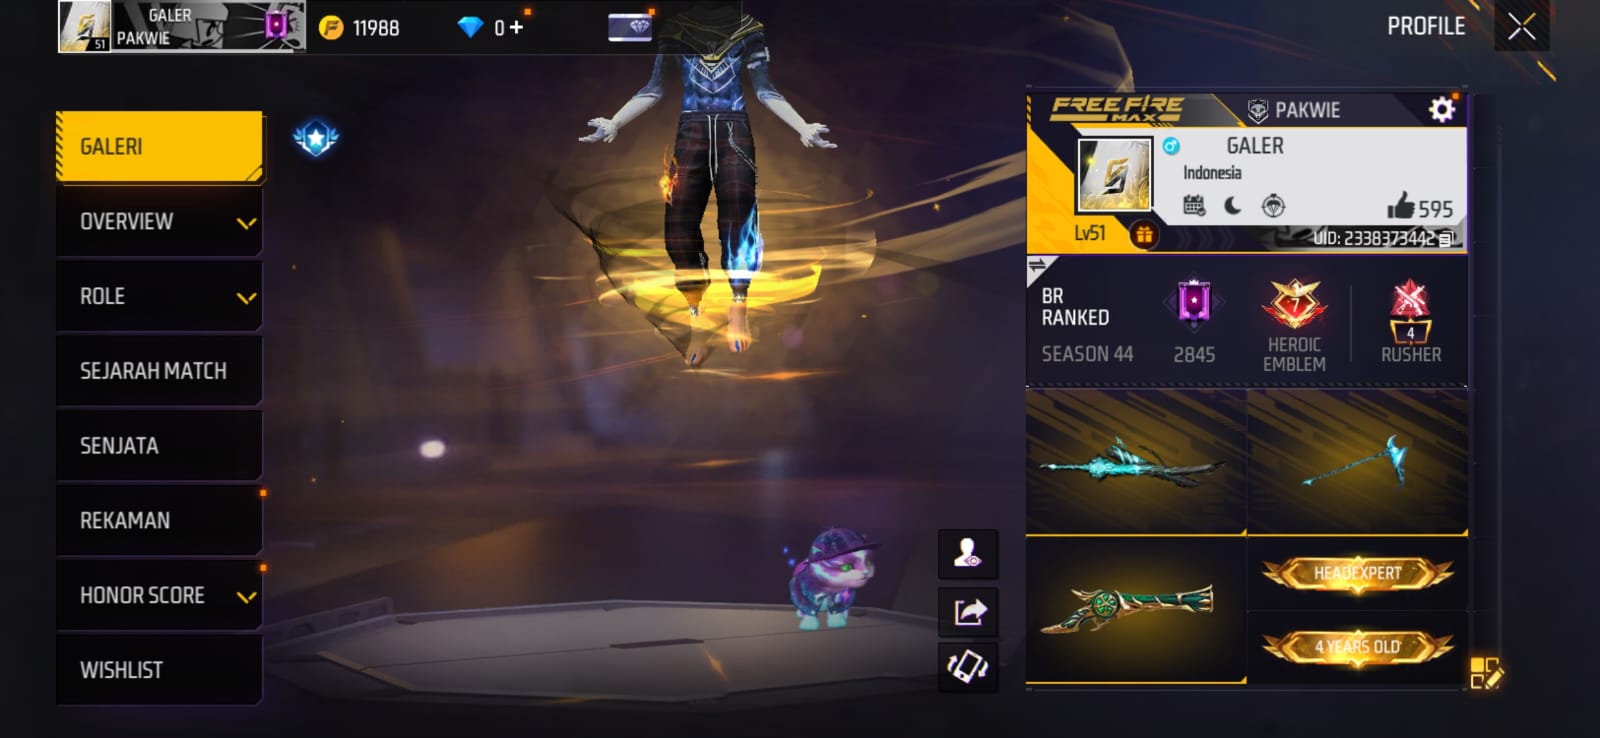 GALER
PAKWIE
51
11988
0 +
PROFILE
GALERI
OVERVIEW
ROLE
SEJARAH MATCH
SENJATA
REKAMAN
HONOR SCORE
WISHLIST
FREE FIRE
MAX
PAKWIE
GALER
Indonesia
595
Lv51
UID: 2338373442
BR
RANKED
SEASON 44
2845
7
HEROIC
EMBLEM
4
RUSHER
HEADEXPERT
4 YEARS OLD